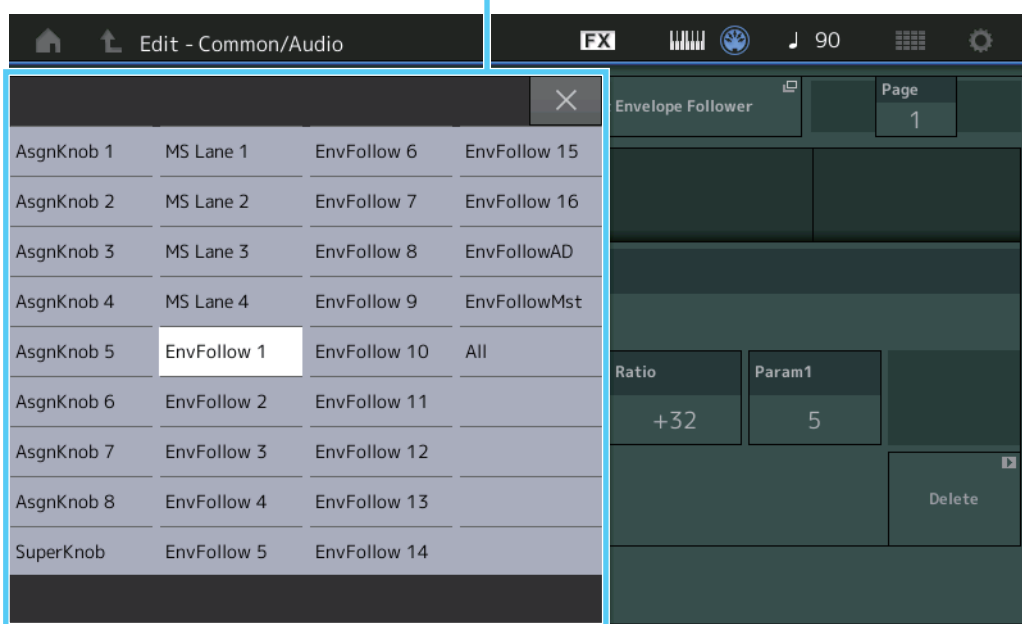 Edit - Common/Audio
FX
90
Envelope Follower
Page
1
AsgnKnob 1 MS Lane 1 EnvFollow 6 EnvFollow 15
AsgnKnob 2 MS Lane 2 EnvFollow 7 EnvFollow 16
AsgnKnob 3 MS Lane 3 EnvFollow 8 EnvFollowAD
AsgnKnob 4 MS Lane 4 EnvFollow 9 EnvFollowMst
AsgnKnob 5 EnvFollow 1 EnvFollow 10 All
AsgnKnob 6 EnvFollow 2 EnvFollow 11
AsgnKnob 7 EnvFollow 3 EnvFollow 12
AsgnKnob 8 EnvFollow 4 EnvFollow 13
SuperKnob EnvFollow 5 EnvFollow 14
Ratio Param1
+32 5
Delete